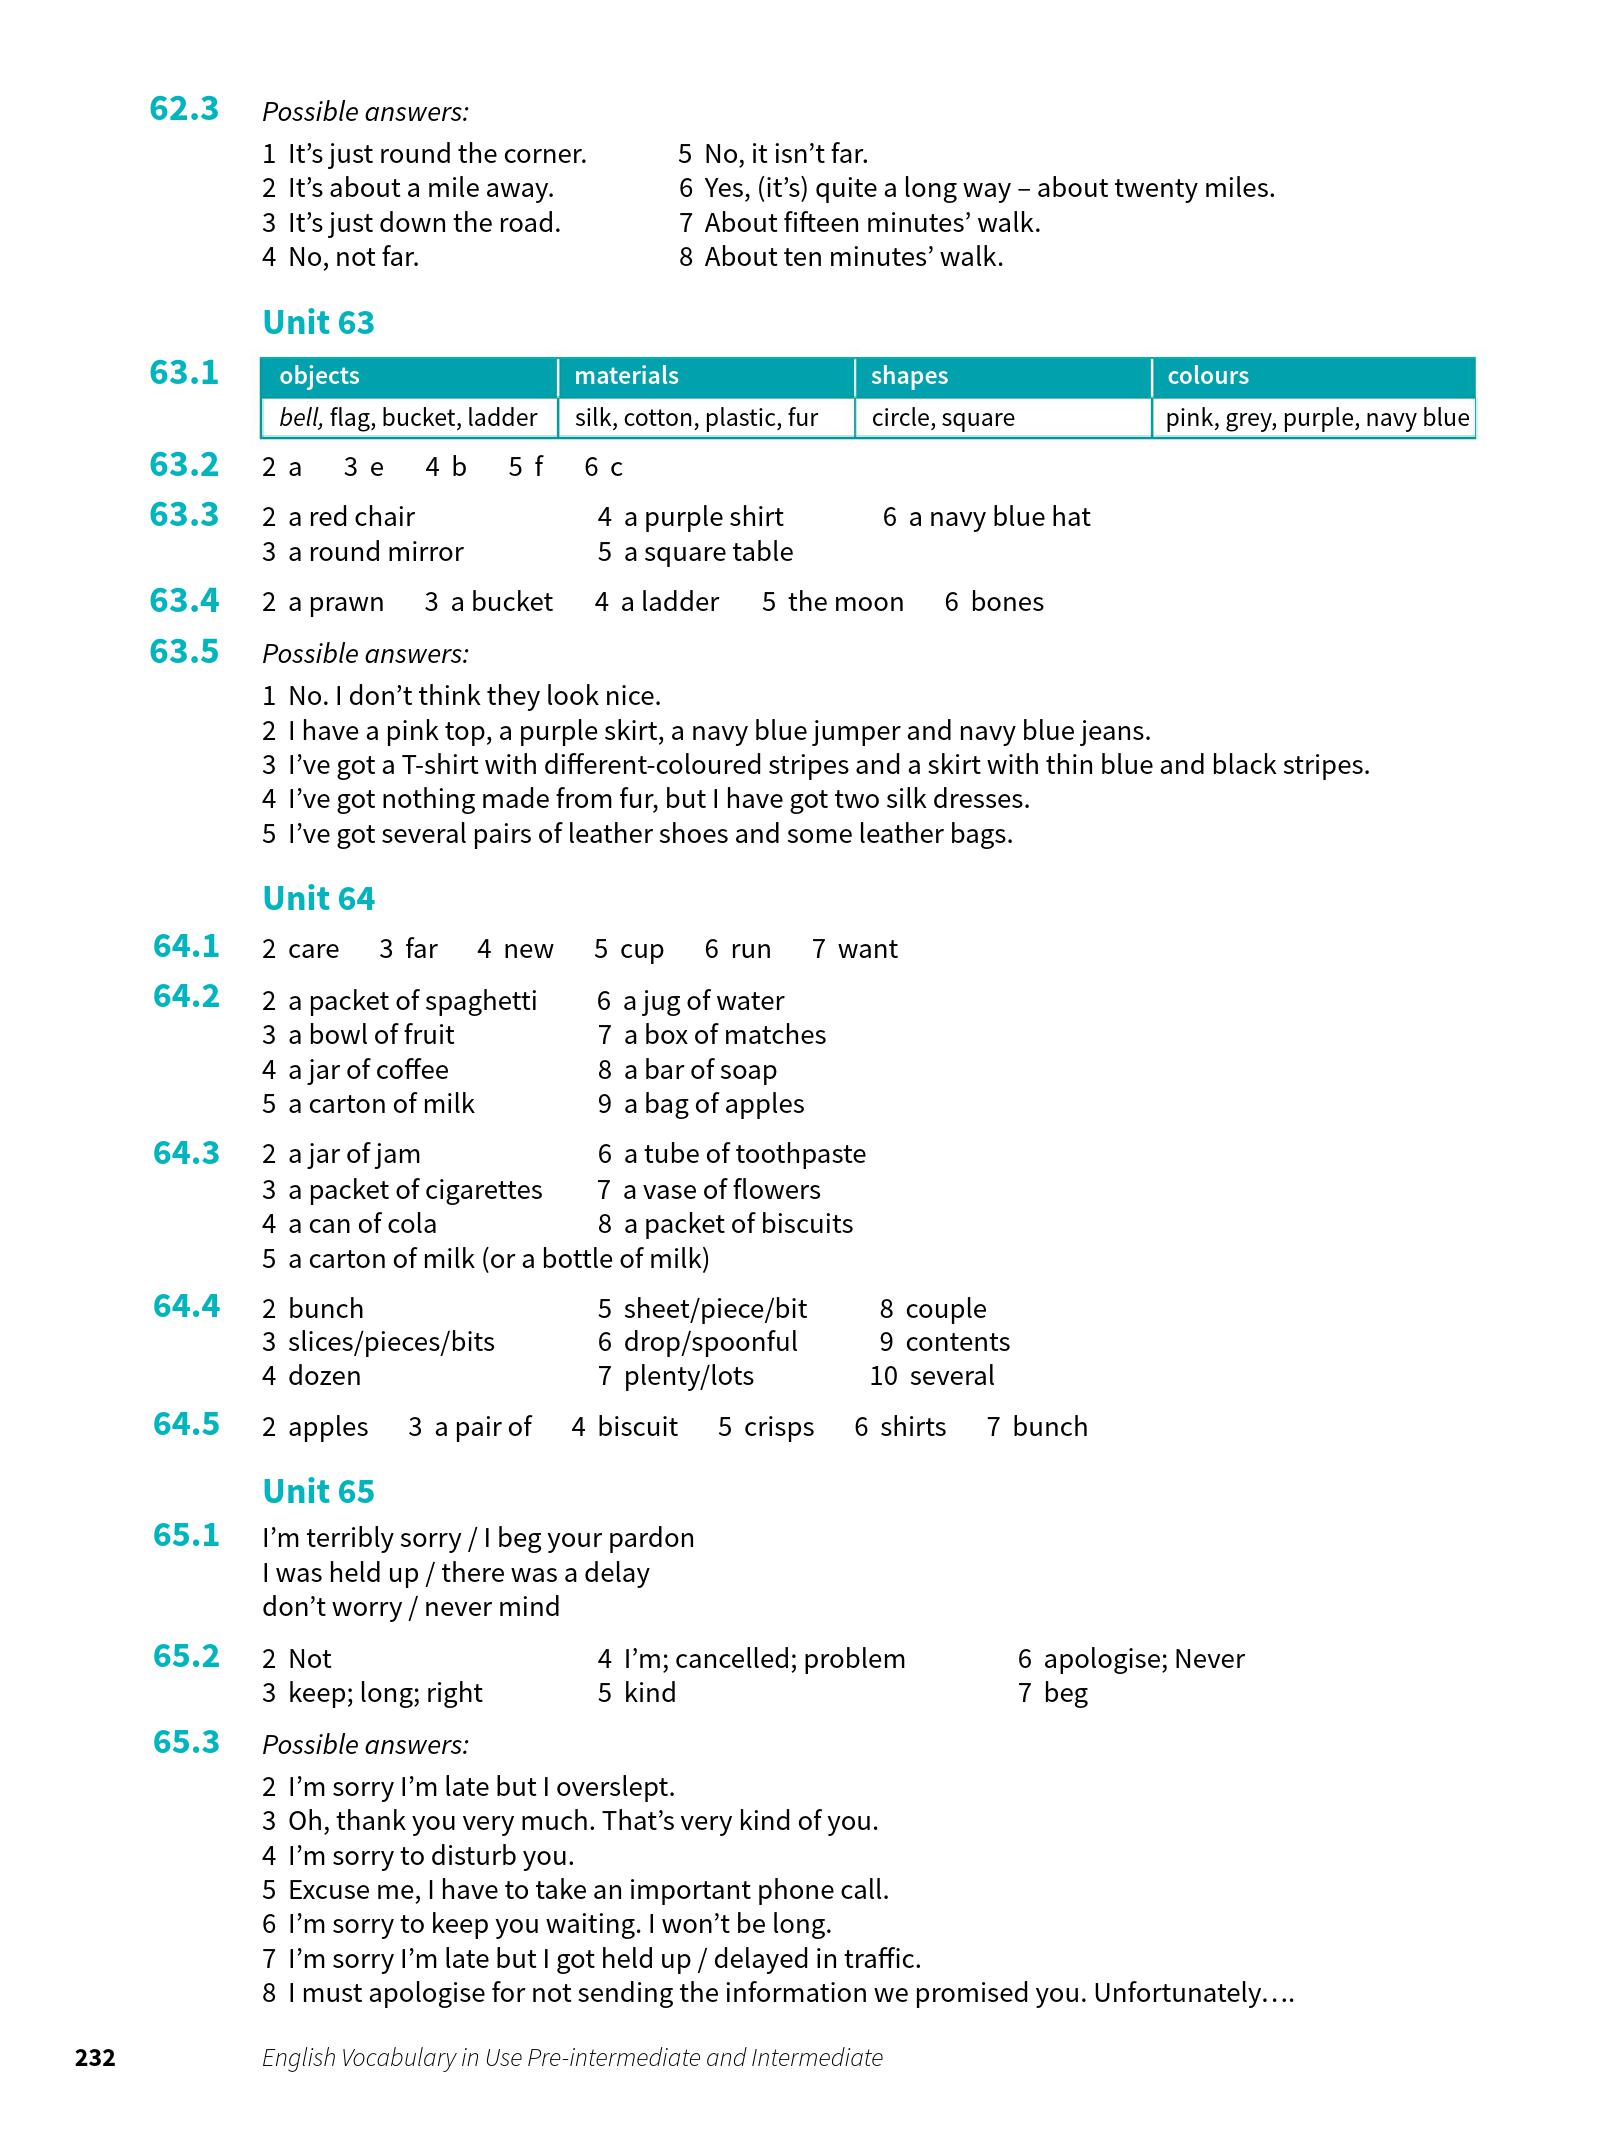 62.3 Possible answers:
1 It’s just round the corner. 5 No, it isn’t far.
2 It’s about a mile away. 6 Yes, (it’s) quite a long way – about twenty miles.
3 It’s just down the road. 7 About fifteen minutes’ walk.
4 No, not far. 8 About ten minutes’ walk.
Unit 63
63.1 objects materials shapes colours
bell, flag, bucket, ladder silk, cotton, plastic, fur circle, square pink, grey, purple, navy blue
63.2 2 a 3 e 4 b 5 f 6 c
63.3 2 a red chair 4 a purple shirt 6 a navy blue hat
3 a round mirror 5 a square table
63.4 2 a prawn 3 a bucket 4 a ladder 5 the moon 6 bones
63.5 Possible answers:
1 No. I don’t think they look nice.
2 I have a pink top, a purple skirt, a navy blue jumper and navy blue jeans.
3 I’ve got a T-shirt with different-coloured stripes and a skirt with thin blue and black stripes.
4 I’ve got nothing made from fur, but I have got two silk dresses.
5 I’ve got several pairs of leather shoes and some leather bags.
Unit 64
64.1 2 care 3 far 4 new 5 cup 6 run 7 want
64.2 2 a packet of spaghetti 6 a jug of water
3 a bowl of fruit 7 a box of matches
4 a jar of coffee 8 a bar of soap
5 a carton of milk 9 a bag of apples
64.3 2 a jar of jam 6 a tube of toothpaste
3 a packet of cigarettes 7 a vase of flowers
4 a can of cola 8 a packet of biscuits
5 a carton of milk (or a bottle of milk)
64.4 2 bunch 5 sheet/piece/bit 8 couple
3 slices/pieces/bits 6 drop/spoonful 9 contents
4 dozen 7 plenty/lots 10 several
64.5 2 apples 3 a pair of 4 biscuit 5 crisps 6 shirts 7 bunch
Unit 65
65.1 I’m terribly sorry / I beg your pardon
I was held up / there was a delay
don’t worry / never mind
65.2 2 Not 4 I’m; cancelled; problem 6 apologise; Never
3 keep; long; right 5 kind 7 beg
65.3 Possible answers:
2 I’m sorry I’m late but I overslept.
3 Oh, thank you very much. That’s very kind of you.
4 I’m sorry to disturb you.
5 Excuse me, I have to take an important phone call.
6 I’m sorry to keep you waiting. I won’t be long.
7 I’m sorry I’m late but I got held up / delayed in traffic.
8 I must apologise for not sending the information we promised you. Unfortunately….
232 English Vocabulary in Use Pre-intermediate and Intermediate